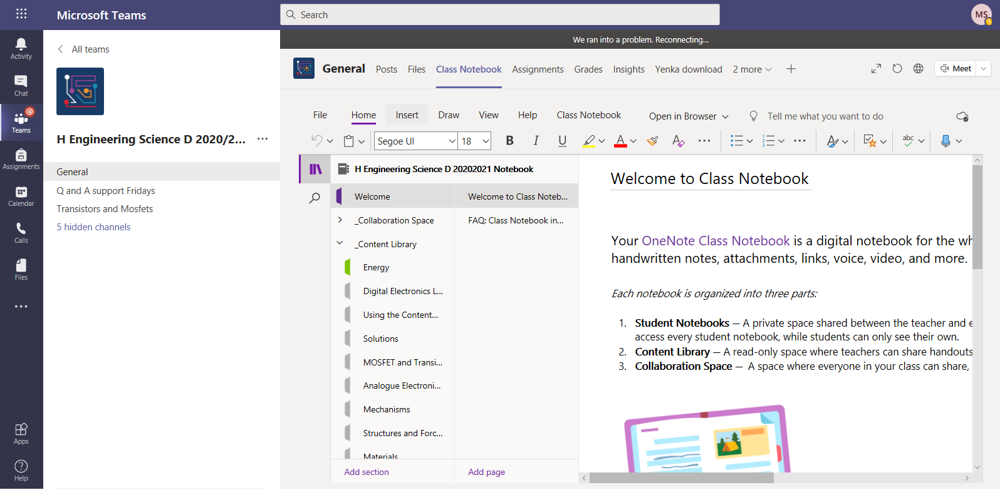 Microsoft Teams
Search
MS
We ran into a problem. Reconnecting...
Activity
Chat
Teams
Assignments
Calendar
Calls
Files
Apps
Help
All teams
H Engineering Science D 2020/2...
General
Q and A support Fridays
Transistors and Mosfets
5 hidden channels
General Posts Files Class Notebook Assignments Grades Insights Yenka download 2 more
Meet
File Home Insert Draw View Help Class Notebook Open in Browser Tell me what you want to do
Segoe UI 18 B I U A A abc
H Engineering Science D 20202021 Notebook
Welcome
_Collaboration Space
_Content Library
Energy
Digital Electronics L...
Using the Content...
Solutions
MOSFET and Transi...
Analogue Electroni...
Mechanisms
Structures and Forc...
Materials
Add section
Welcome to Class Noteb...
FAQ: Class Notebook in...
Add page
Welcome to Class Notebook
Your OneNote Class Notebook is a digital notebook for the wh
handwritten notes, attachments, links, voice, video, and more.
Each notebook is organized into three parts:
1. Student Notebooks — A private space shared between the teacher and e
access every student notebook, while students can only see their own.
2. Content Library — A read-only space where teachers can share handouts
3. Collaboration Space — A space where everyone in your class can share,